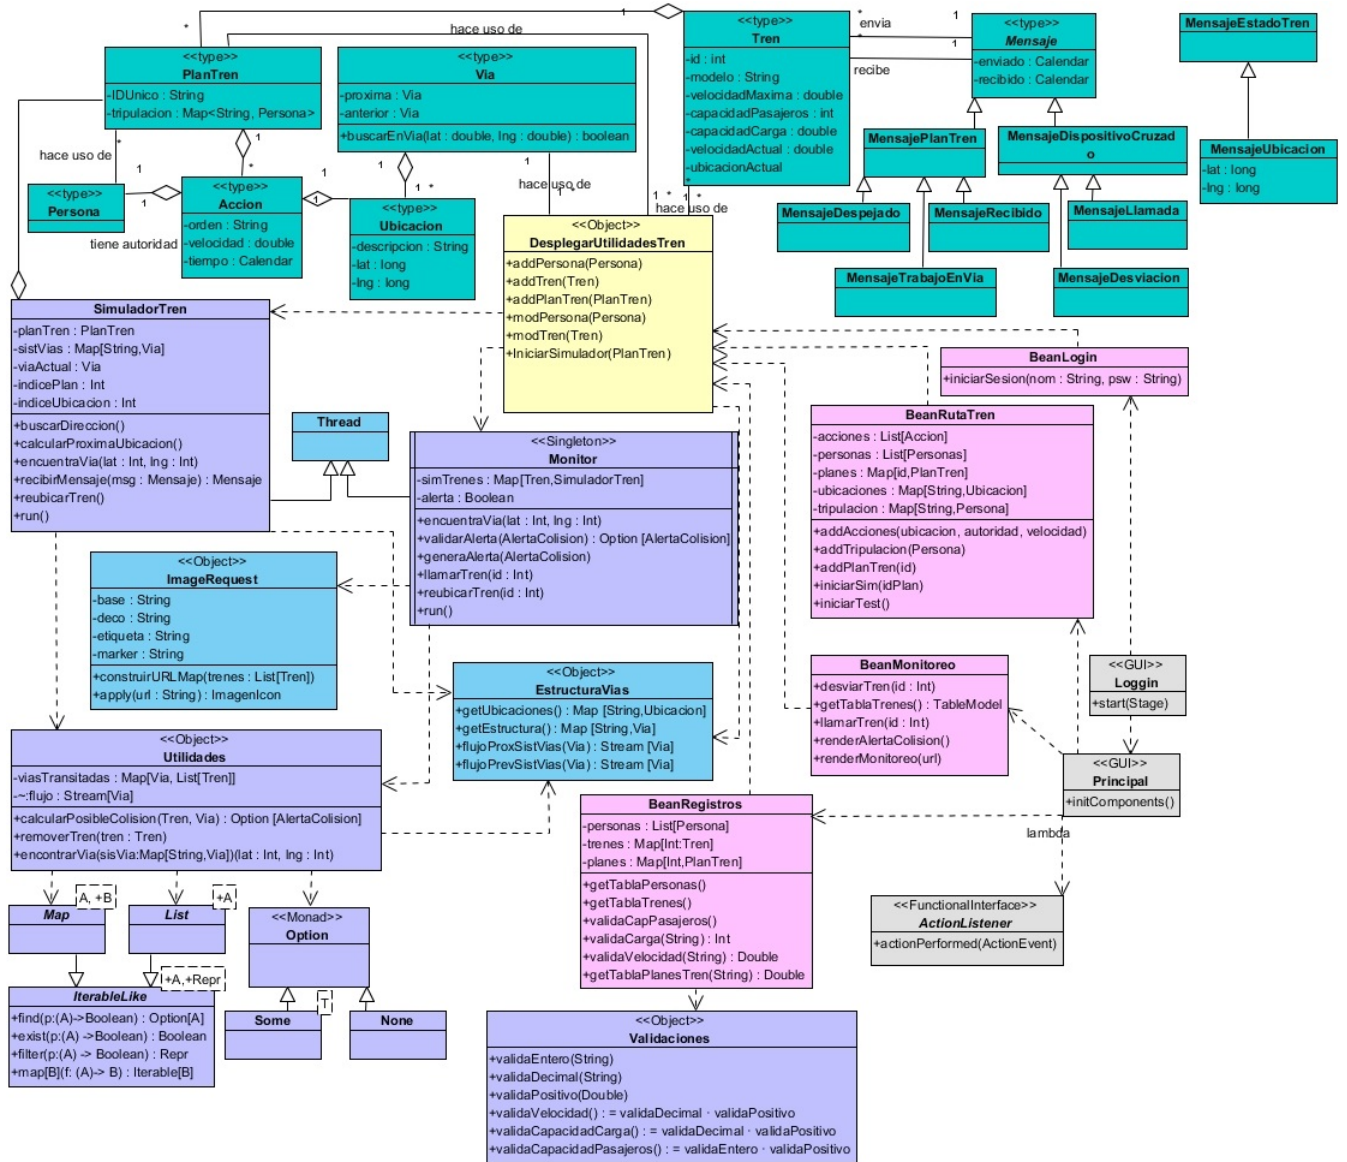 <<type>>
PlanTren
-IDUnico : String
-tripulacion : Map<String, Persona>
<<type>>
Via
-proxima : Via
-anterior : Via
+buscarEnVia(lat : double, lng : double) : boolean
<<type>>
Tren
-id : int
-modelo : String
-velocidadMaxima : double
-capacidadPasajeros : int
-capacidadCarga : double
-velocidadActual : double
-ubicacionActual
<<type>>
Mensaje
-enviado : Calendar
-recibido : Calendar
MensajeEstadoTren
MensajeUbicacion
-lat : long
-lng : long
MensajePlanTren
MensajeDispositivoCruzad
o
MensajeDespejado
MensajeRecibido
MensajeLlamada
MensajeTrabajoEnVia
MensajeDesviacion
*
1
hace uso de
*
envia
1
*
recibe
1
hace uso de
*
1
*
1
<<type>>
Persona
1
1
tiene autoridad
<<type>>
Accion
-orden : String
-velocidad : double
-tiempo : Calendar
1
1
1
1 *
<<type>>
Ubicacion
-descripcion : String
-lat : long
-lng : long
1
hace uso de
1 *
1 *
*
hace uso de
<<Object>>
DesplegarUtilidadesTren
+addPersona(Persona)
+addTren(Tren)
+addPlanTren(PlanTren)
+modPersona(Persona)
+modTren(Tren)
+IniciarSimulador(PlanTren)
SimuladorTren
-planTren : PlanTren
-sistVias : Map[String,Via]
-viaActual : Via
-indicePlan : Int
-indiceUbicacion : Int
+buscarDireccion()
+calcularProximaUbicacion()
+encuentraVia(lat : Int, lng : Int)
+recibirMensaje(msg : Mensaje) : Mensaje
+reubicarTren()
+run()
Thread
<<Singleton>>
Monitor
-simTrenes : Map[Tren,SimuladorTren]
-alerta : Boolean
+encuentraVia(lat : Int, lng : Int)
+validarAlerta(AlertaColision) : Option [AlertaColision]
+generaAlerta(AlertaColision)
+llamarTren(id : Int)
+reubicarTren(id : Int)
+run()
BeanLogin
+iniciarSesion(nom : String, psw : String)
BeanRutaTren
-acciones : List[Accion]
-personas : List[Personas]
-planes : Map[id,PlanTren]
-ubicaciones : Map[String,Ubicacion]
-tripulacion : Map[String,Persona]
+addAcciones(ubicacion, autoridad, velocidad)
+addTripulacion(Persona)
+addPlanTren(id)
+iniciarSim(idPlan)
+iniciarTest()
<<Object>>
ImageRequest
-base : String
-deco : String
-etiqueta : String
-marker : String
+construirURLMap(trenes : List[Tren])
+apply(url : String) : ImagenIcon
<<Object>>
EstructuraVias
+getUbicaciones() : Map [String,Ubicacion]
+getEstructura() : Map [String,Via]
+flujoProxSistVias(Via) : Stream [Via]
+flujoPrevSistVias(Via) : Stream [Via]
BeanMonitoreo
+desviarTren(id : Int)
+getTablaTrenes() : TableModel
+llamarTren(id : Int)
+renderAlertaColision()
+renderMonitoreo(url)
<<GUI>>
Loggin
+start(Stage)
<<GUI>>
Principal
+initComponents()
lambda
<<Object>>
Utilidades
-viasTransitadas : Map[Via, List[Tren]]
-~:flujo : Stream[Via]
+calcularPosibleColision(Tren, Via) : Option [AlertaColision]
+removerTren(tren : Tren)
+encontrarVia(sisVia:Map[String,Via])(lat : Int, lng : Int)
BeanRegistros
-personas : List[Persona]
-trenes : Map[Int:Tren]
-planes : Map[Int,PlanTren]
+getTablaPersonas()
+getTablaTrenes()
+validaCapPasajeros()
+validaCarga(String) : Int
+validaVelocidad(String) : Double
+getTablaPlanesTren(String) : Double
<<FunctionalInterface>>
ActionListener
+actionPerformed(ActionEvent)
A, +B
Map
+A
List
<<Monad>>
Option
+A,+Repr
IterableLike
+find(p:(A)->Boolean) : Option[A]
+exist(p:(A) ->Boolean) : Boolean
+filter(p:(A) -> Boolean) : Repr
+map[B](f: (A)-> B) : Iterable[B]
T
Some
None
<<Object>>
Validaciones
+validaEntero(String)
+validaDecimal(String)
+validaPositivo(Double)
+validaVelocidad() : = validaDecimal · validaPositivo
+validaCapacidadCarga() : = validaDecimal · validaPositivo
+validaCapacidadPasajeros() : = validaEntero · validaPositivo